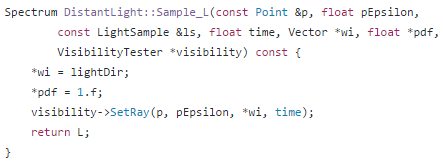 Spectrum DistantLight::Sample_L(const Point &p, float pEpsilon,
        const LightSample &ls, float time, Vector *wi, float *pdf,
        VisibilityTester *visibility) const {
    *wi = lightDir;
    *pdf = 1.f;
    visibility->SetRay(p, pEpsilon, *wi, time);
    return L;
}